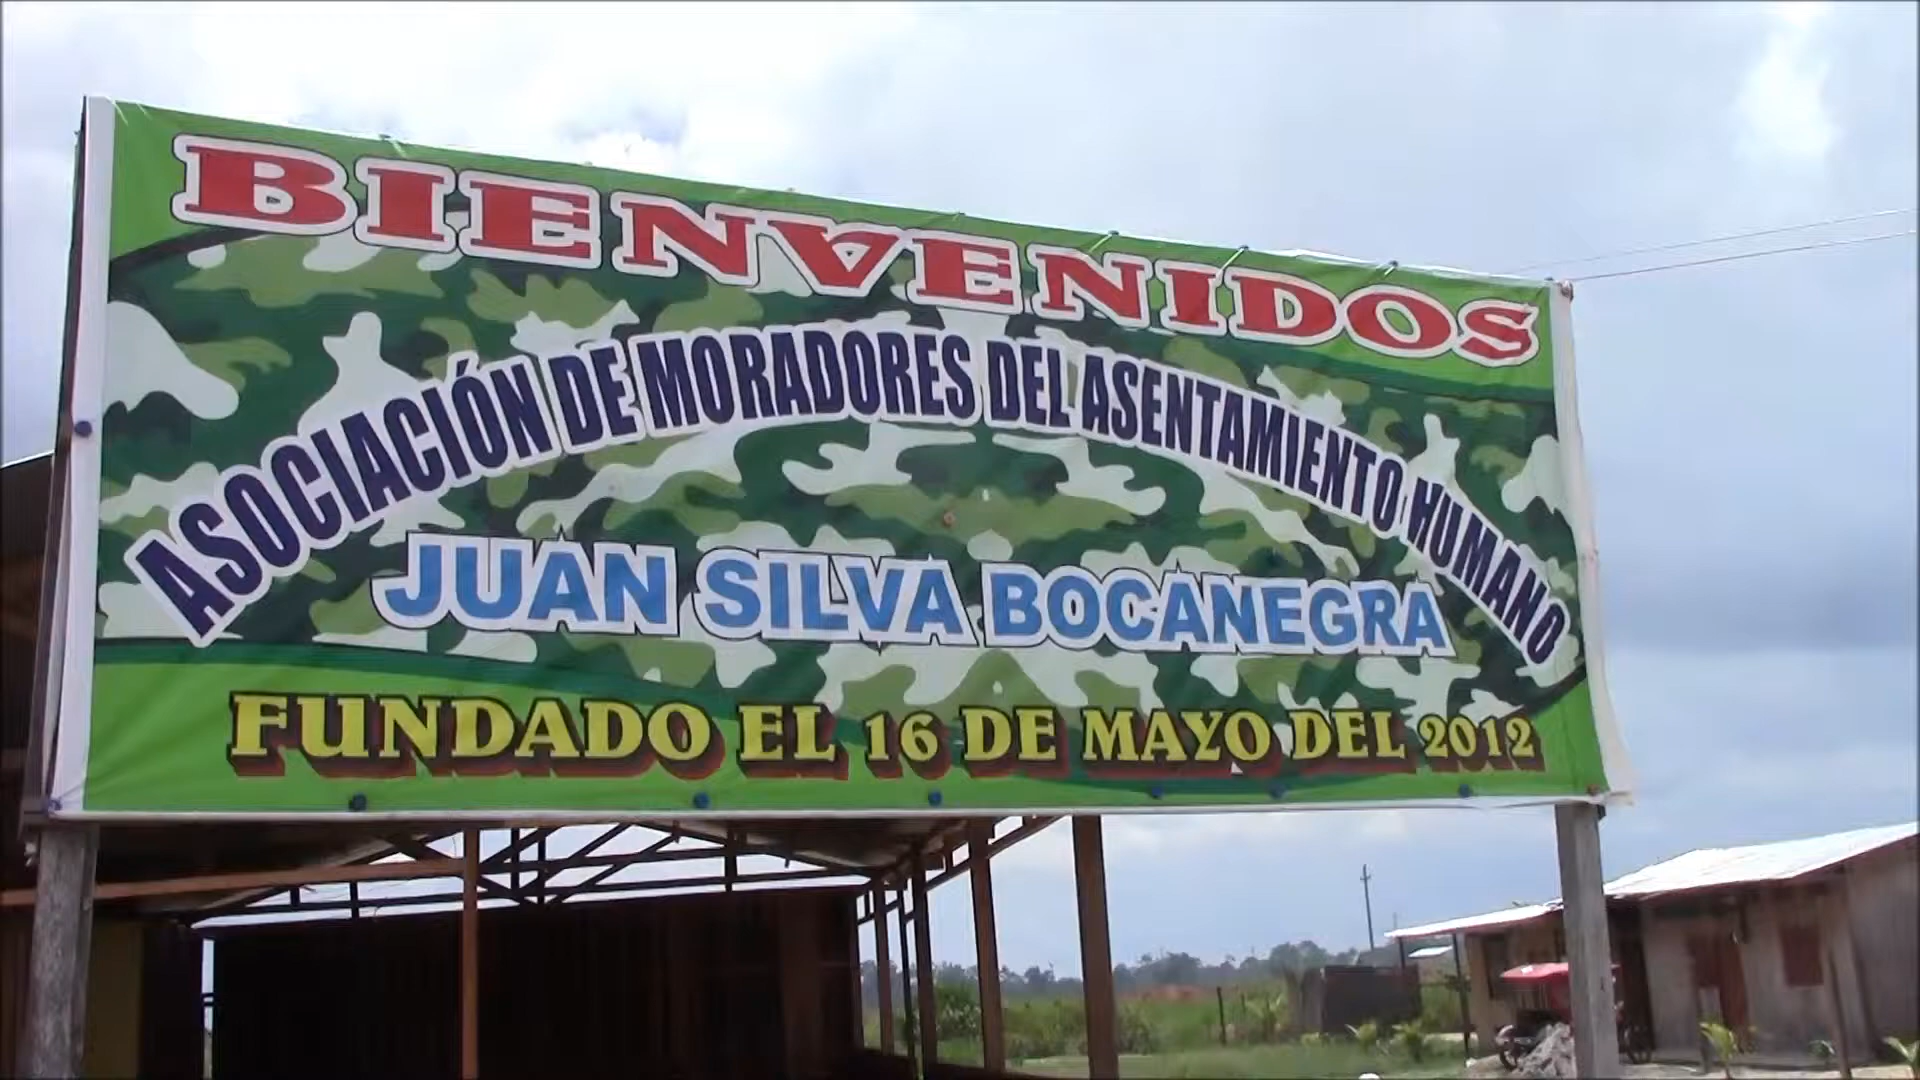 BIENVENIDOS
ASOCIACIÓN DE MORADORES DEL ASENTAMIENTO HUMANO
JUAN SILVA BOCANEGRA
FUNDADO EL 16 DE MAYO DEL 2012